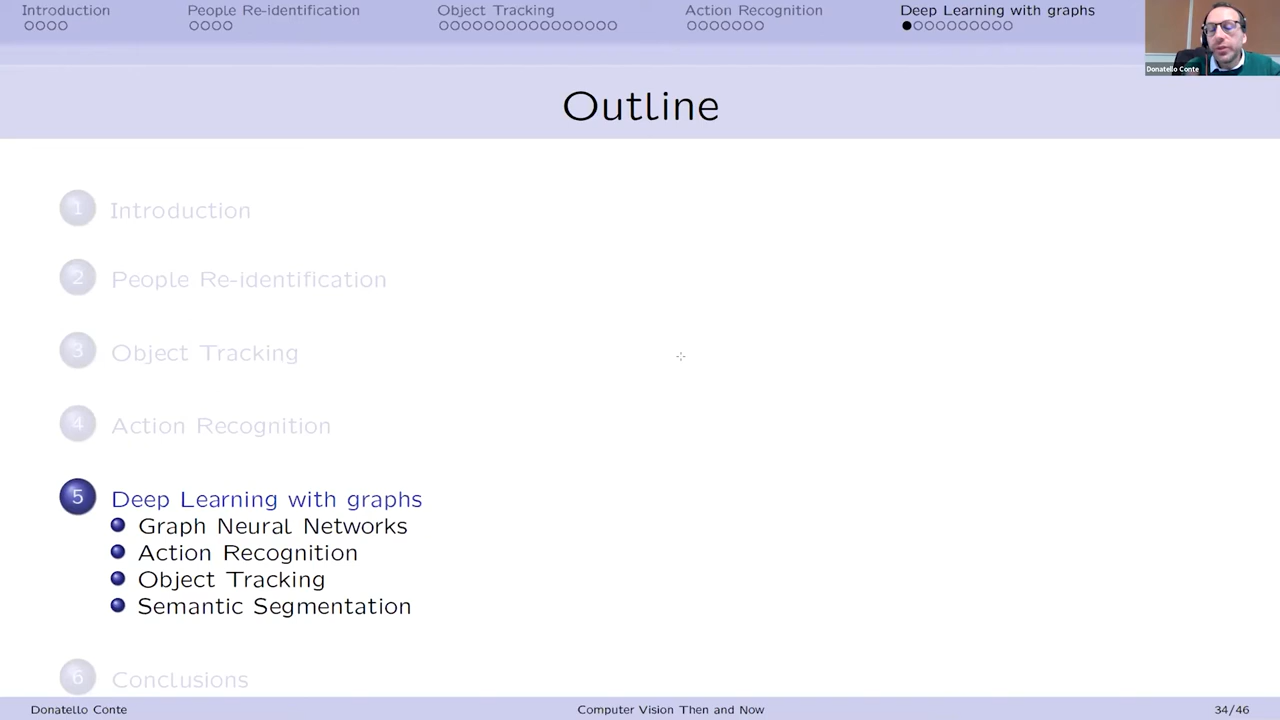 Introduction
People Re-identification
Object Tracking
Action Recognition
Deep Learning with graphs
Donatello Conte
Outline
1 Introduction
2 People Re-identification
3 Object Tracking
4 Action Recognition
5 Deep Learning with graphs
Graph Neural Networks
Action Recognition
Object Tracking
Semantic Segmentation
6 Conclusions
Donatello Conte
Computer Vision Then and Now
34/46